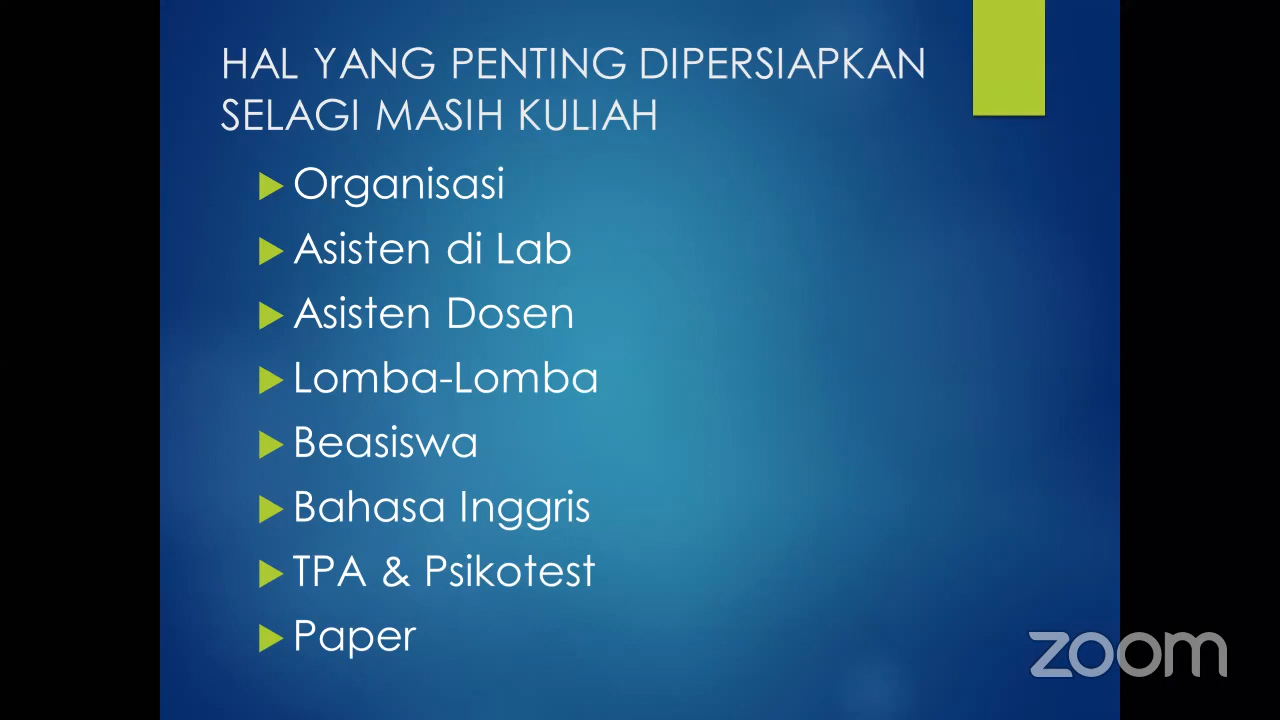 HAL YANG PENTING DIPERSIAPKAN
SELAGI MASIH KULIAH
Organisasi
Asisten di Lab
Asisten Dosen
Lomba-Lomba
Beasiswa
Bahasa Inggris
TPA & Psikotest
Paper
zoom